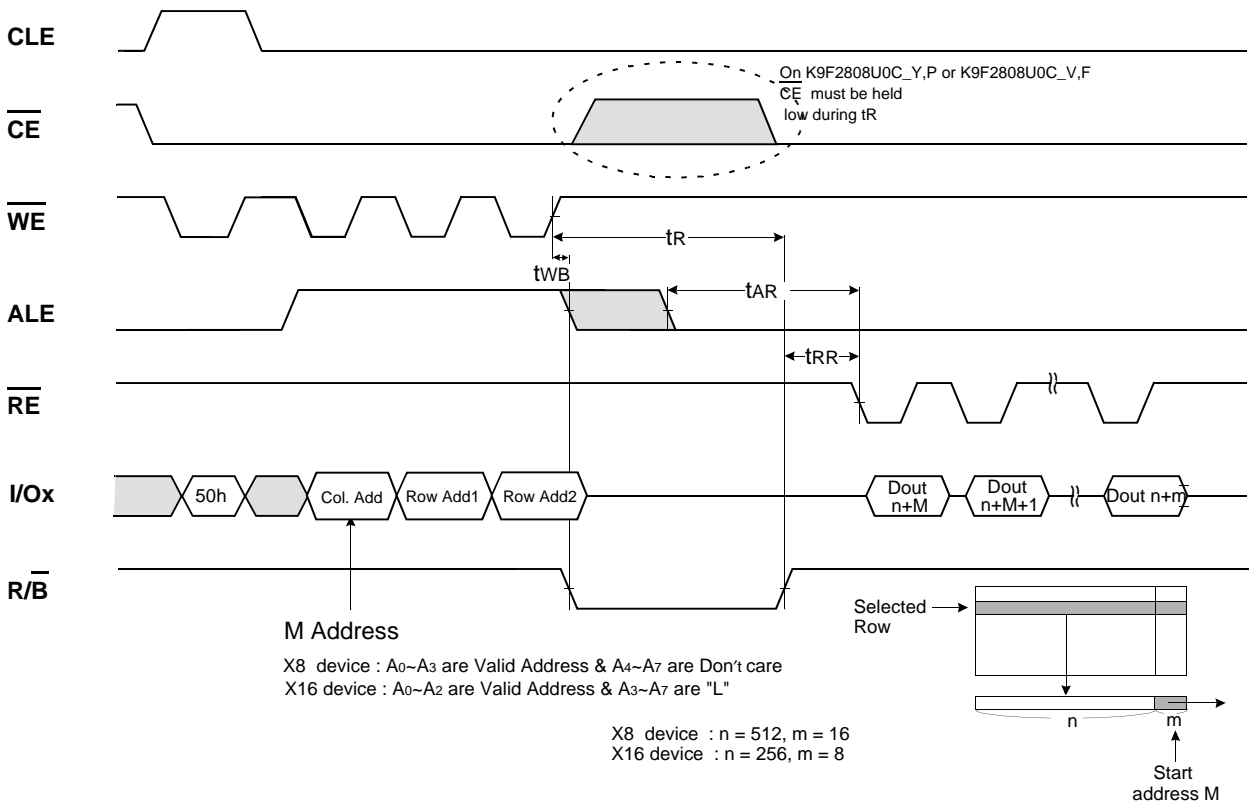 CLE
On K9F2808U0C_Y,P or K9F2808U0C_V,F
CE must be held
low during tR
CE
WE
tR
tWB
tAR
ALE
tRR
RE
I/Ox
50h
Col. Add
Row Add1
Row Add2
Dout
n+M
Dout
n+M+1
Dout n+m
R/B
Selected
Row
M Address
X8 device : A0~A3 are Valid Address & A4~A7 are Don't care
X16 device : A0~A2 are Valid Address & A3~A7 are "L"
n
m
X8 device : n = 512, m = 16
X16 device : n = 256, m = 8
Start
address M